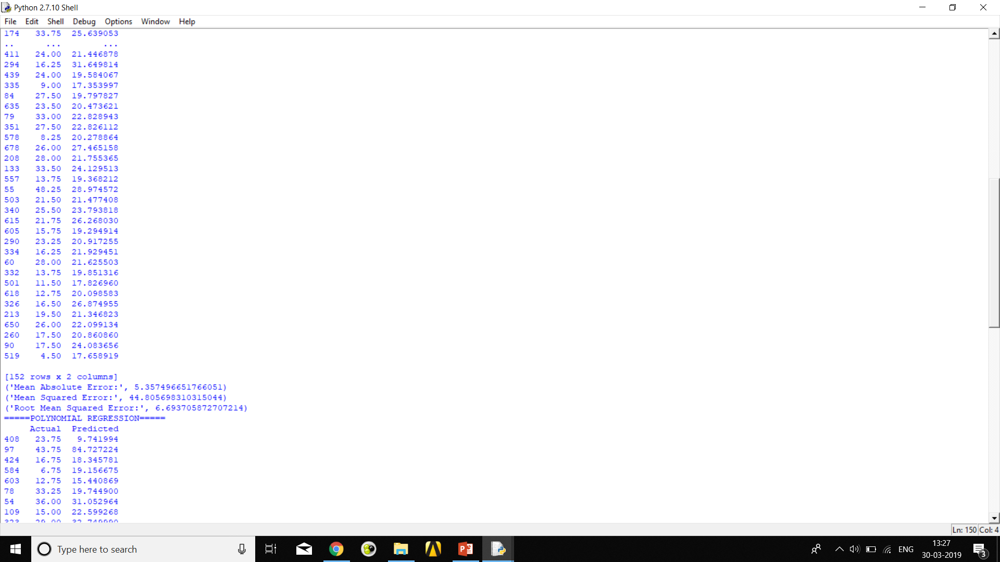 Python 2.7.10 Shell
File Edit Shell Debug Options Window Help
174 33.75 25.639053
.. ... ...
411 24.00 21.446878
294 16.25 31.649814
439 24.00 19.584067
335 9.00 17.353997
84 27.50 19.797827
635 23.50 20.473621
79 33.00 22.828943
351 27.50 22.826112
578 8.25 20.278864
678 26.00 27.465158
208 28.00 21.755365
133 33.50 24.129513
557 13.75 19.368212
55 48.25 28.974572
503 21.50 21.477408
340 25.50 23.793818
615 21.75 26.268030
605 15.75 19.294914
290 23.25 20.917255
334 16.25 21.929451
60 28.00 21.625503
332 13.75 19.851316
501 11.50 17.826960
618 12.75 20.098583
326 16.50 26.874955
213 19.50 21.346823
650 26.00 22.099134
260 17.50 20.860860
90 17.50 24.083656
519 4.50 17.658919
[152 rows x 2 columns]
('Mean Absolute Error:', 5.357496651766051)
('Mean Squared Error:', 44.805698310315044)
('Root Mean Squared Error:', 6.693705872707214)
=====POLYNOMIAL REGRESSION=====
Actual Predicted
408 23.75 9.741994
97 43.75 84.727224
424 16.75 18.345781
584 6.75 19.156675
603 12.75 15.440869
78 33.25 19.744900
54 36.00 31.052964
109 15.00 22.599268
Ln: 150 Col: 4
Type here to search
ENG
13:27
30-03-2019
3